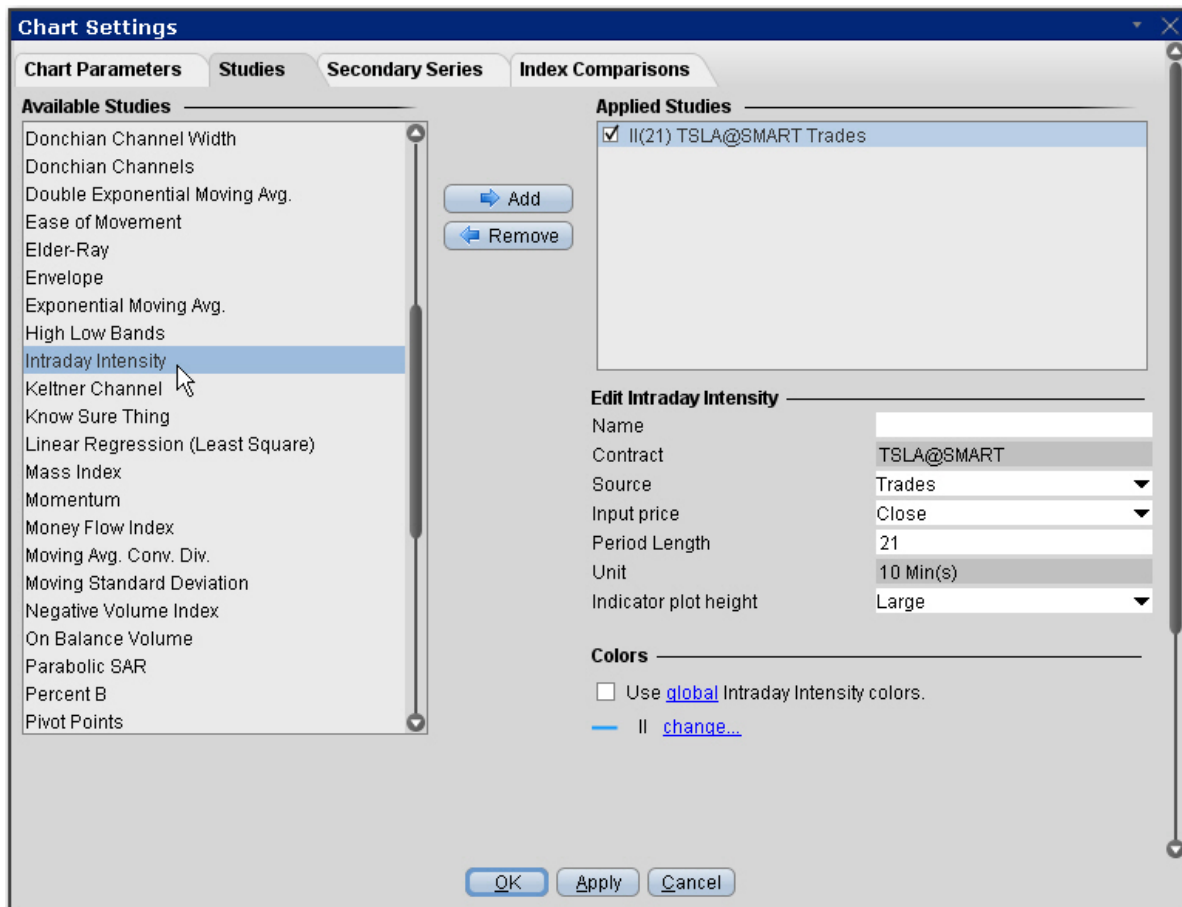 Chart Settings
Chart Parameters
Studies
Secondary Series
Index Comparisons
Available Studies
Donchian Channel Width
Donchian Channels
Double Exponential Moving Avg.
Ease of Movement
Elder-Ray
Envelope
Exponential Moving Avg.
High Low Bands
Intraday Intensity
Keltner Channel
Know Sure Thing
Linear Regression (Least Square)
Mass Index
Momentum
Money Flow Index
Moving Avg. Conv. Div.
Moving Standard Deviation
Negative Volume Index
On Balance Volume
Parabolic SAR
Percent B
Pivot Points
Add
Remove
Applied Studies
II(21) TSLA@SMART Trades
Edit Intraday Intensity
Name
Contract TSLA@SMART
Source Trades
Input price Close
Period Length 21
Unit 10 Min(s)
Indicator plot height Large
Colors
Use global Intraday Intensity colors.
II change...
OK Apply Cancel